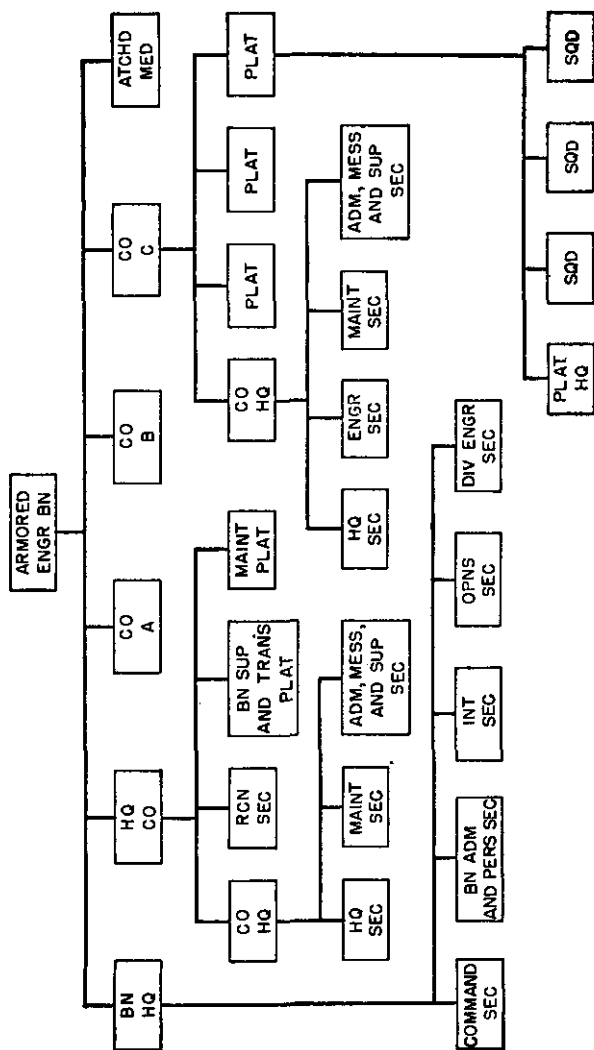 ARMORED
ENGR BN
BN
HQ
HQ
CO
CO
A
CO
B
CO
C
ATCHD
MED
CO
HQ
RCN
SEC
BN SUP
AND TRANS
PLAT
MAINT
PLAT
CO
HQ
PLAT
PLAT
PLAT
HQ
SEC
MAINT
SEC
ADM, MESS,
AND SUP
SEC
HQ
SEC
ENGR
SEC
MAINT
SEC
ADM, MESS
AND SUP
SEC
COMMAND
SEC
BN ADM
AND PERS SEC
INT
SEC
OPNS
SEC
DIV ENGR
SEC
PLAT
HQ
SQD
SQD
SQD